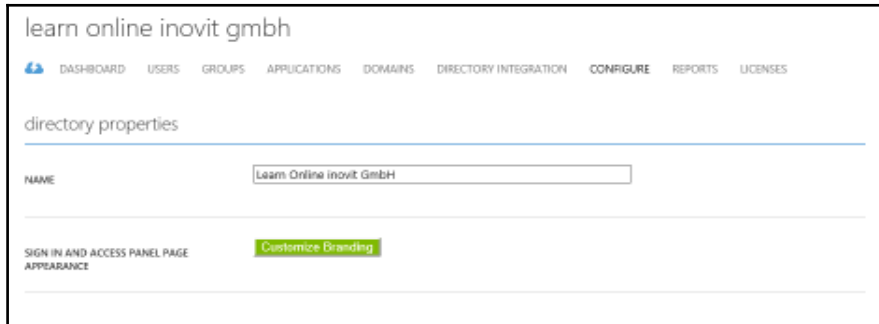 learn online inovit gmbh
DASHBOARD USERS GROUPS APPLICATIONS DOMAINS DIRECTORY INTEGRATION CONFIGURE REPORTS LICENSES
directory properties
NAME Learn Online inovit GmbH
SIGN IN AND ACCESS PANEL PAGE Customize Branding
APPEARANCE